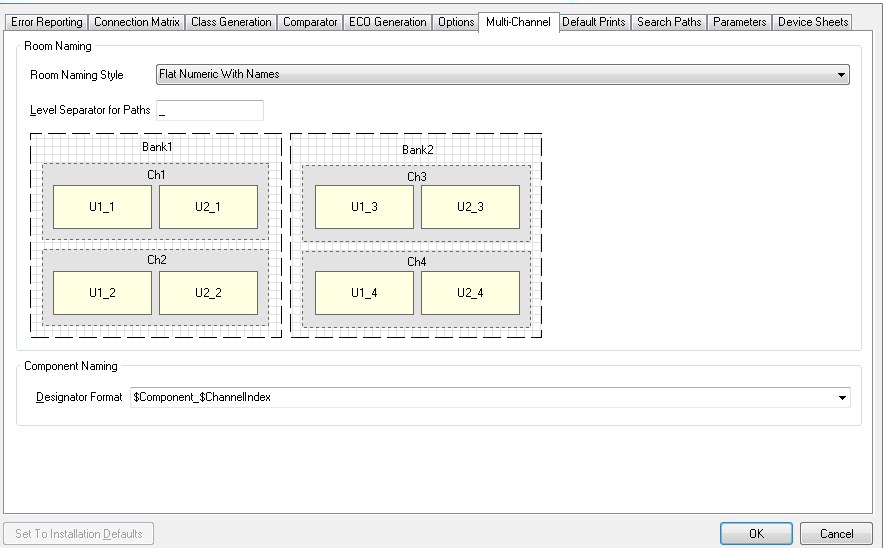 Error Reporting Connection Matrix Class Generation Comparator ECO Generation Options Multi-Channel Default Prints Search Paths Parameters Device Sheets
Room Naming
Room Naming Style Flat Numeric With Names
Level Separator for Paths _
Bank1 Bank2
Ch1 Ch3
U1_1 U2_1 U1_3 U2_3
Ch2 Ch4
U1_2 U2_2 U1_4 U2_4
Component Naming
Designator Format $Component_$ChannelIndex
Set To Installation Defaults OK Cancel